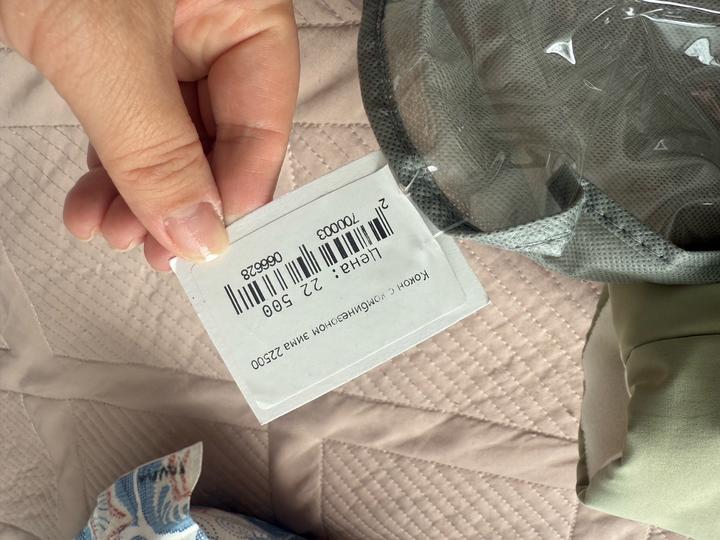 Кокон с комбинезоном зима 22500
Цена: 22 500
2 700003 066628